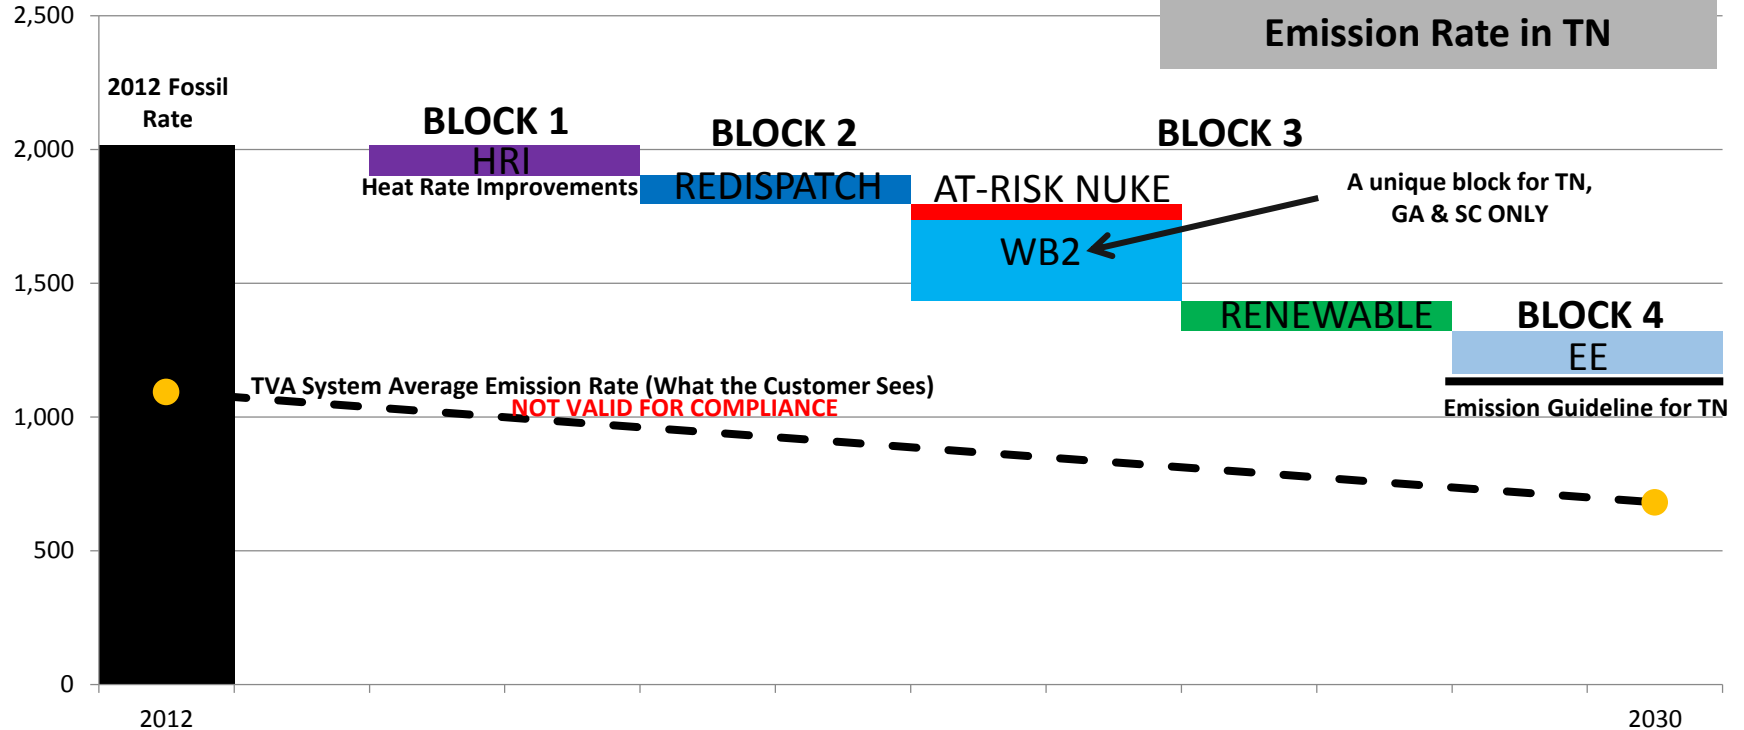 Emission Rate in TN
2,500
2,000
1,500
1,000
500
0
2012 Fossil
Rate
BLOCK 1
HRI
Heat Rate Improvements
BLOCK 2
REDISPATCH
BLOCK 3
AT-RISK NUKE
WB2
A unique block for TN,
GA & SC ONLY
RENEWABLE
BLOCK 4
EE
Emission Guideline for TN
TVA System Average Emission Rate (What the Customer Sees)
NOT VALID FOR COMPLIANCE
2012
2030